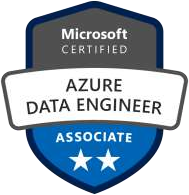 Microsoft
CERTIFIED
AZURE
DATA ENGINEER
ASSOCIATE